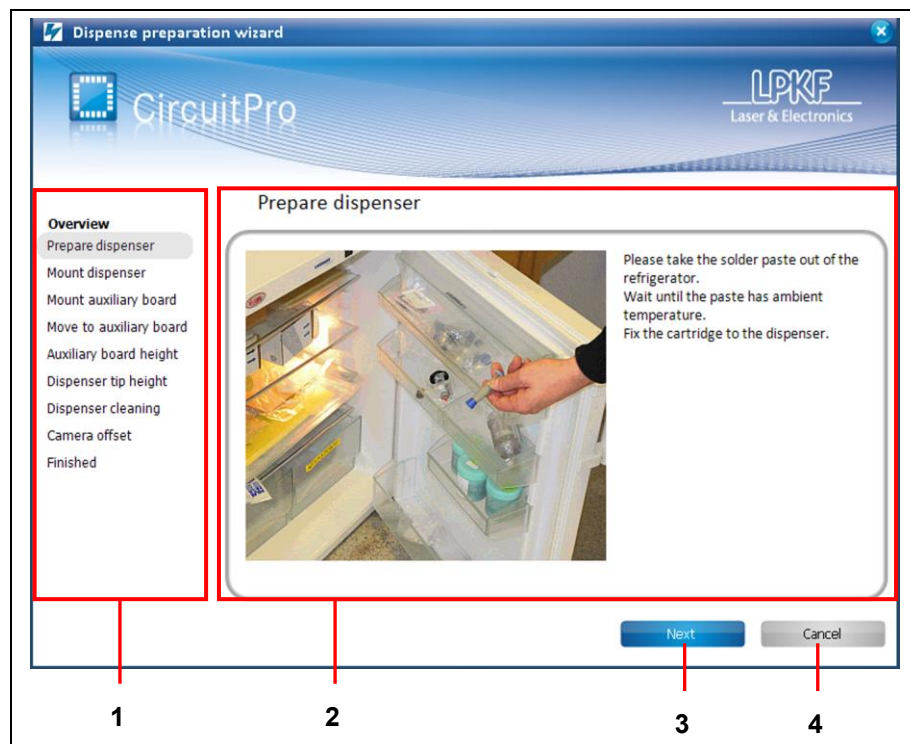 Dispense preparation wizard
CircuitPro
LPKF
Laser & Electronics
Overview
Prepare dispenser
Mount dispenser
Mount auxiliary board
Move to auxiliary board
Auxiliary board height
Dispenser tip height
Dispenser cleaning
Camera offset
Finished
Prepare dispenser
Please take the solder paste out of the
refrigerator.
Wait until the paste has ambient
temperature.
Fix the cartridge to the dispenser.
Next
Cancel
1
2
3
4